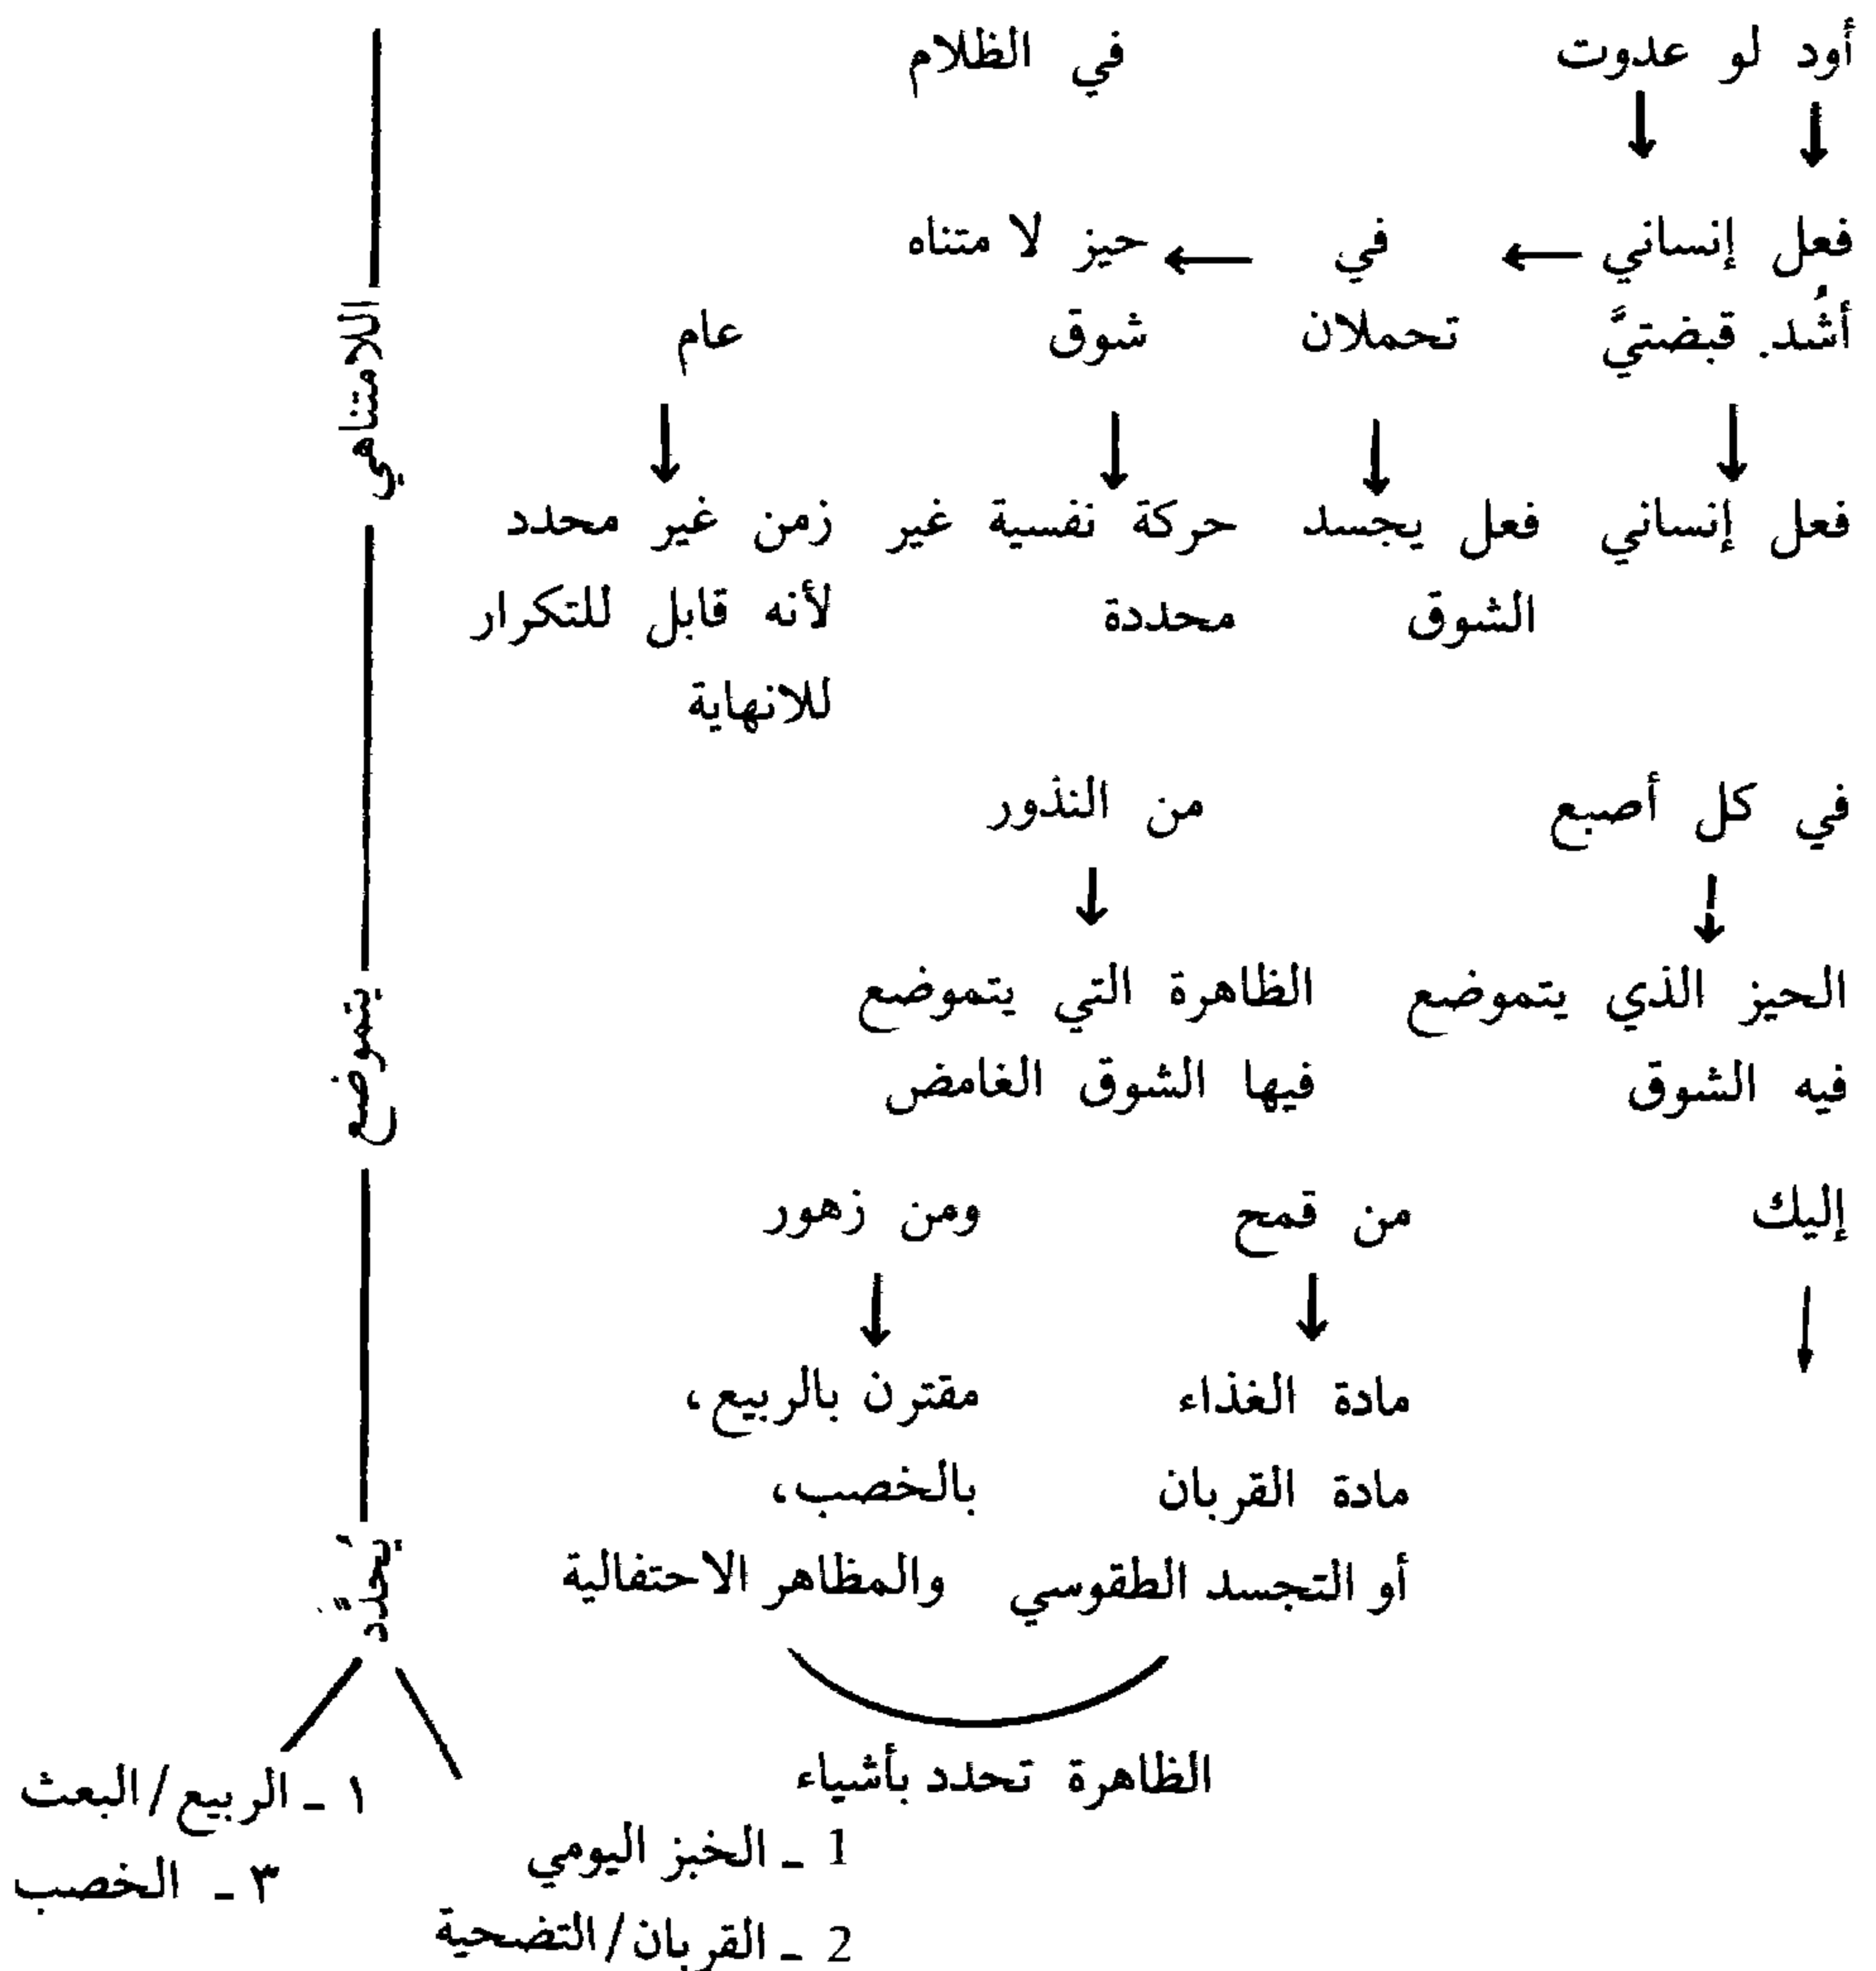 أود لو عدوت في الظلام
فعل إنساني ← في ← حيز لا متناه
أشُد قبضتيَّ تحملان شوق عام
فعل إنساني فعل يجسد حركة نفسية غير زمن غير محدد
الشوق محددة لأنه قابل للتكرار
للانهاية
في كل أصبع من النذور
الحيز الذي يتموضع الظاهرة التي يتموضع
فيه الشوق فيها الشوق الغامض
إليك من قمح ومن زهور
مادة الغذاء مقترن بالربيع،
مادة القربان بالخصب،
أو التجسد الطقوسي والمظاهر الاحتفالية
الظاهرة تحدد بأشياء
1 ـ الخبز اليومي
2 ـ القربان/التضحية
اللامتناهي
تموضع
تحدّد
١ ـ الربيع/البعث
٣ ـ الخصب